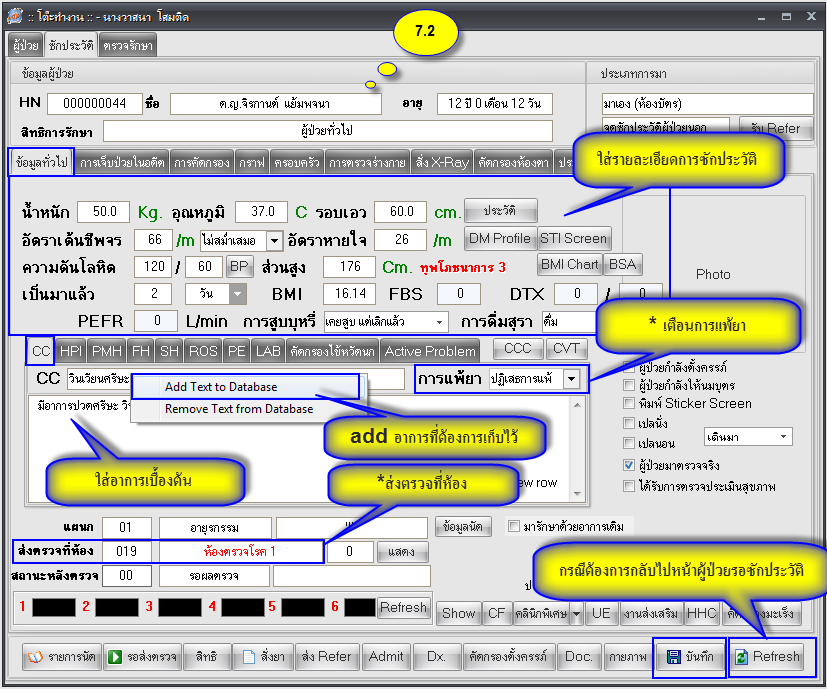 :: โต๊ะทำงาน :: - นางวาสนา โสมติด
7.2
ผู้ป่วย ซักประวัติ ตรวจรักษา
ข้อมูลผู้ป่วย ประเภทการมา
HN 000000044 ชื่อ ด.ญ.จิรกานต์ แย้มพจนา อายุ 12 ปี 0 เดือน 12 วัน มาเอง (ห้องบัตร)
สิทธิการรักษา ผู้ป่วยทั่วไป จุดซักประวัติผู้ป่วยนอก รับ Refer
ข้อมูลทั่วไป การเจ็บป่วยในอดีต การคัดกรอง กราฟ ครอบครัว การตรวจร่างกาย สั่ง X-Ray คัดกรองห้องตา
ใส่รายละเอียดการซักประวัติ
น้ำหนัก 50.0 Kg. อุณหภูมิ 37.0 C รอบเอว 60.0 cm. ประวัติ
อัตราเต้นชีพจร 66 /m ไม่สม่ำเสมอ อัตราหายใจ 26 /m DM Profile STI Screen
ความดันโลหิต 120 / 60 BP ส่วนสูง 176 Cm. ทุพโภชนาการ 3 BMI Chart BSA
Photo
เป็นมาแล้ว 2 วัน BMI 16.14 FBS 0 DTX 0 / 0
PEFR 0 L/min การสูบบุหรี่ เคยสูบ แต่เลิกแล้ว การดื่มสุรา ดื่ม
* เตือนการแพ้ยา
CC HPI PMH FH SH ROS PE LAB คัดกรองไข้หวัดนก Active Problem CCC CVT
CC วินเวียนศรีษะ การแพ้ยา ปฏิเสธการแพ้
Add Text to Database
Remove Text from Database
มีอาการปวดศรีษะ
add อาการที่ต้องการเก็บไว้
ใส่อาการเบื้องต้น
*ส่งตรวจที่ห้อง
row
ผู้ป่วยกำลังตั้งครรภ์
ผู้ป่วยกำลังให้นมบุตร
พิมพ์ Sticker Screen
เปลนั่ง
เปลนอน เดินมา
ผู้ป่วยมาตรวจจริง
ได้รับการตรวจประเมินสุขภาพ
แผนก 01 อายุรกรรม ข้อมูลนัด มารักษาด้วยอาการเดิม
ส่งตรวจที่ห้อง 019 ห้องตรวจโรค 1 0 แสดง
สถานะหลังตรวจ 00 รอผลตรวจ
กรณีต้องการกลับไปหน้าผู้ป่วยรอซักประวัติ
1 2 3 4 5 6 Refresh Show CF คลินิกพิเศษ UE งานส่งเสริม HHC
รายการนัด รอส่งตรวจ สิทธิ สั่งยา ส่ง Refer Admit Dx. คัดกรองตั้งครรภ์ Doc. กายภาพ บันทึก Refresh